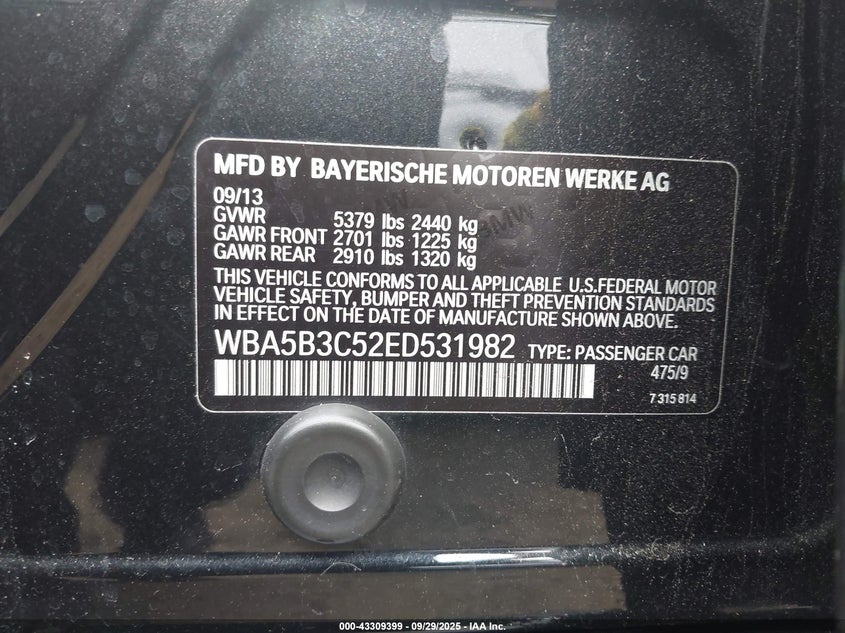 MFD BY BAYERISCHE MOTOREN WERKE AG
09/13
GVWR 5379 lbs 2440 kg
GAWR FRONT 2701 lbs 1225 kg
GAWR REAR 2910 lbs 1320 kg
THIS VEHICLE CONFORMS TO ALL APPLICABLE U.S.FEDERAL MOTOR
VEHICLE SAFETY, BUMPER AND THEFT PREVENTION STANDARDS
IN EFFECT ON THE DATE OF MANUFACTURE SHOWN ABOVE.
WBA5B3C52ED531982 TYPE: PASSENGER CAR
475/9
7 315 814
BMW
000-43309399 - 09/29/2025 - IAA Inc.